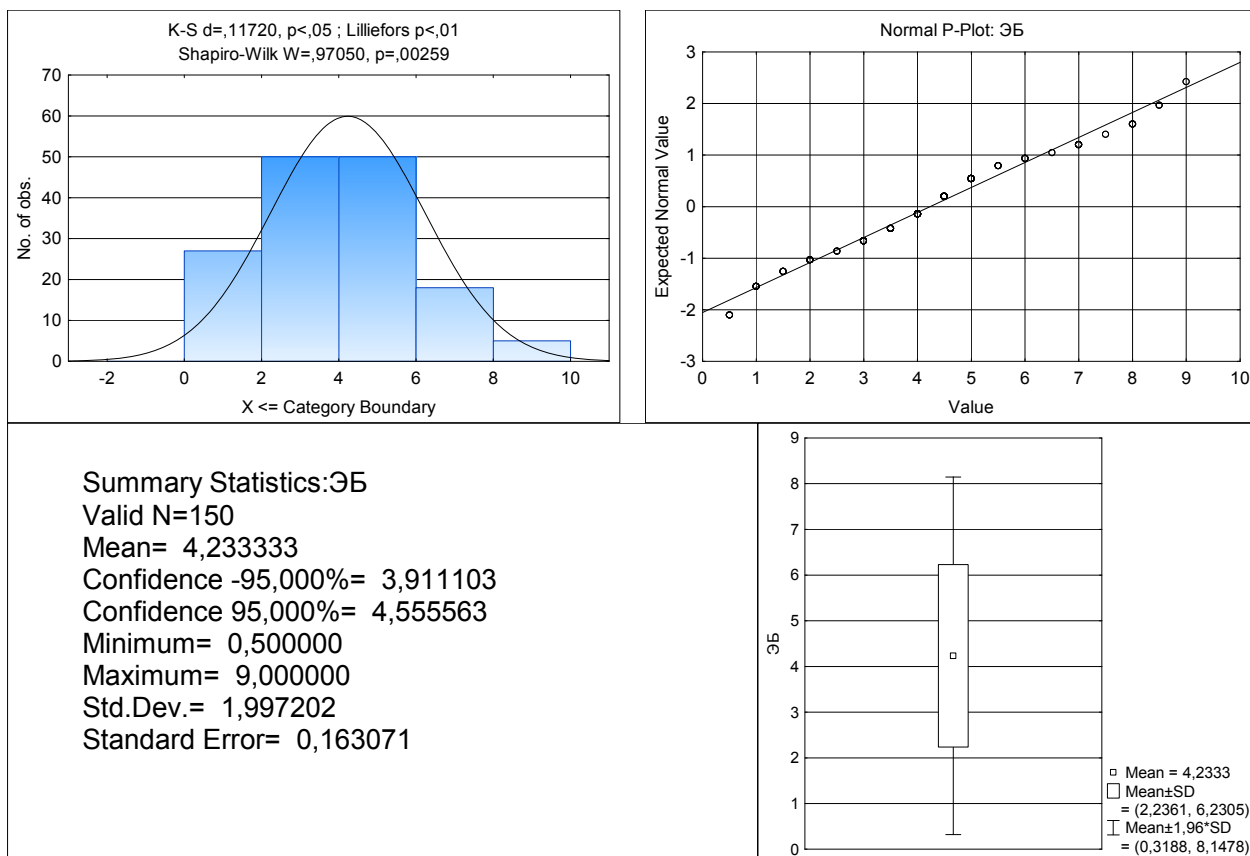 K-S d=,11720, p<,05 ; Lilliefors p<,01
Shapiro-Wilk W=,97050, p=,00259
70
60
50
40
30
20
10
0
No. of obs.
-2 0 2 4 6 8 10
X <= Category Boundary
Normal P-Plot: ЭБ
3
2
1
0
-1
-2
-3
Expected Normal Value
0 1 2 3 4 5 6 7 8 9 10
Value
Summary Statistics:ЭБ
Valid N=150
Mean= 4,233333
Confidence -95,000%= 3,911103
Confidence 95,000%= 4,555563
Minimum= 0,500000
Maximum= 9,000000
Std.Dev.= 1,997202
Standard Error= 0,163071
9
8
7
6
5
4
3
2
1
0
ЭБ
Mean = 4,2333
Mean±SD
= (2,2361, 6,2305)
Mean±1,96*SD
= (0,3188, 8,1478)